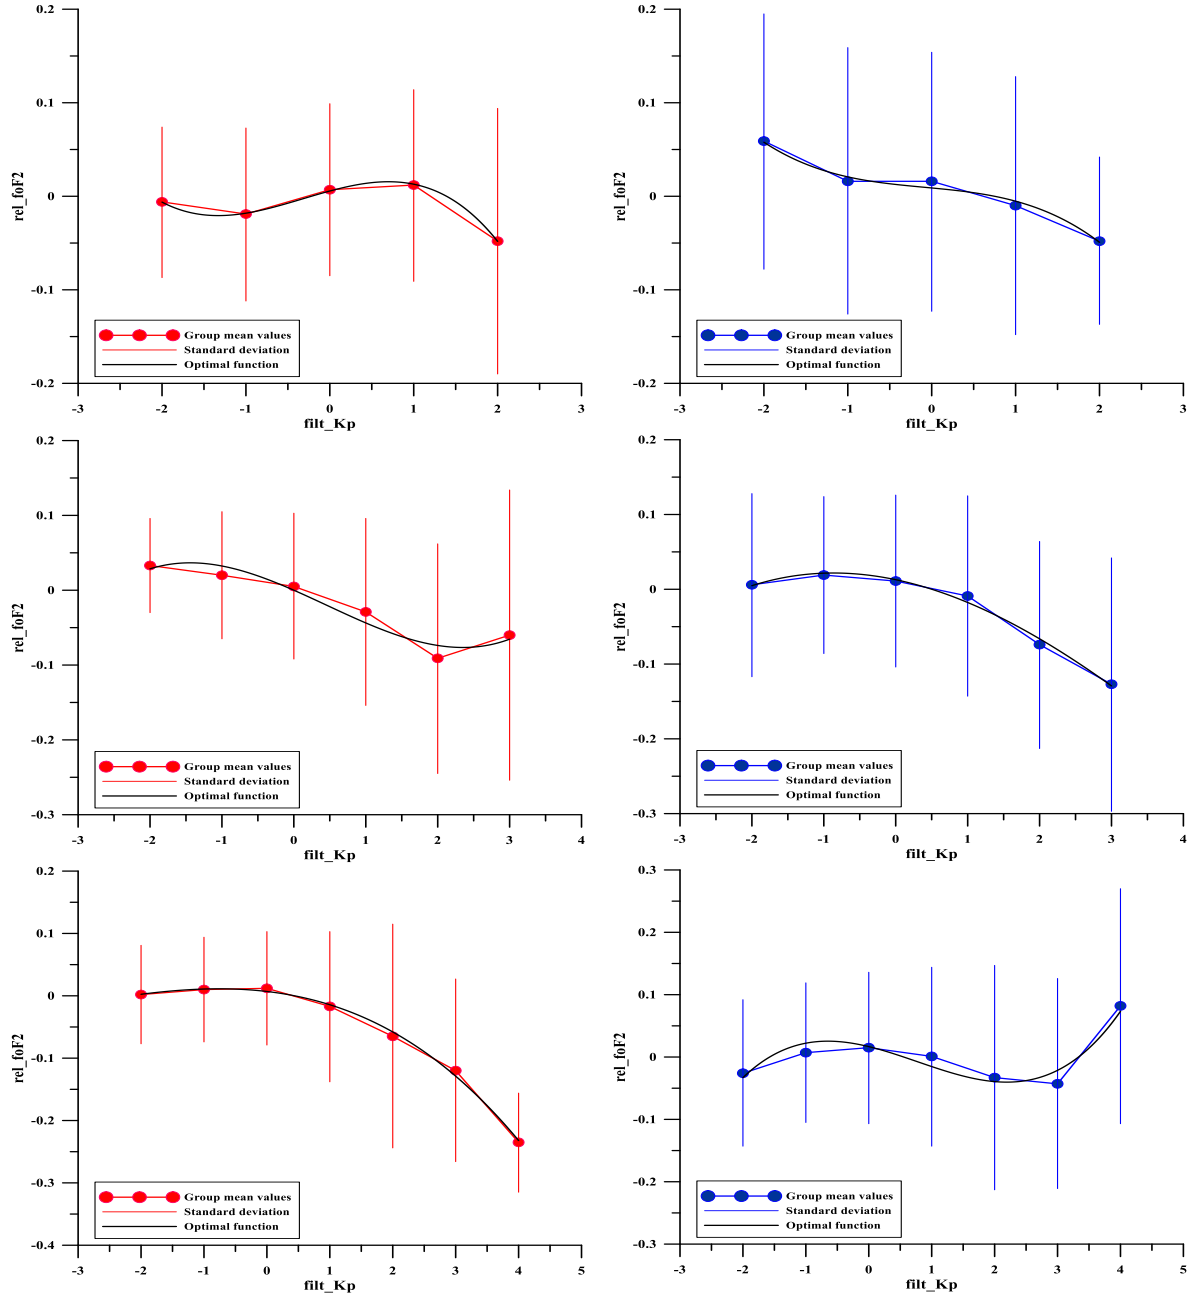 0.2
0.1
0
-0.1
-0.2
rel_foF2
Group mean values
Standard deviation
Optimal function
-3 -2 -1 0 1 2 3
filt_Kp
0.2
0.1
0
-0.1
-0.2
rel_foF2
Group mean values
Standard deviation
Optimal function
-3 -2 -1 0 1 2 3
filt_Kp
0.2
0.1
0
-0.1
-0.2
-0.3
rel_foF2
Group mean values
Standard deviation
Optimal function
-3 -2 -1 0 1 2 3 4
filt_Kp
0.2
0.1
0
-0.1
-0.2
-0.3
rel_foF2
Group mean values
Standard deviation
Optimal function
-3 -2 -1 0 1 2 3 4
filt_Kp
0.2
0.1
0
-0.1
-0.2
-0.3
-0.4
rel_foF2
Group mean values
Standard deviation
Optimal function
-3 -2 -1 0 1 2 3 4 5
filt_Kp
0.3
0.2
0.1
0
-0.1
-0.2
-0.3
rel_foF2
Group mean values
Standard deviation
Optimal function
-3 -2 -1 0 1 2 3 4 5
filt_Kp